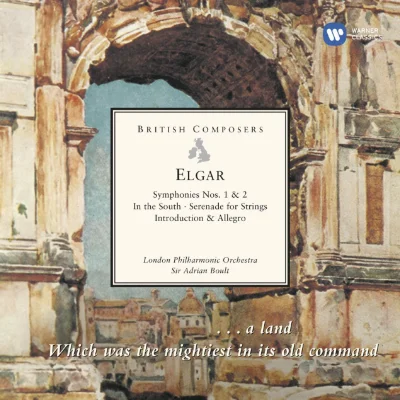 WARNER
CLASSICS
BRITISH COMPOSERS
ELGAR
Symphonies Nos. 1 & 2
In the South · Serenade for Strings
Introduction & Allegro
London Philharmonic Orchestra
Sir Adrian Boult
. . . a land
Which was the mightiest in its old command